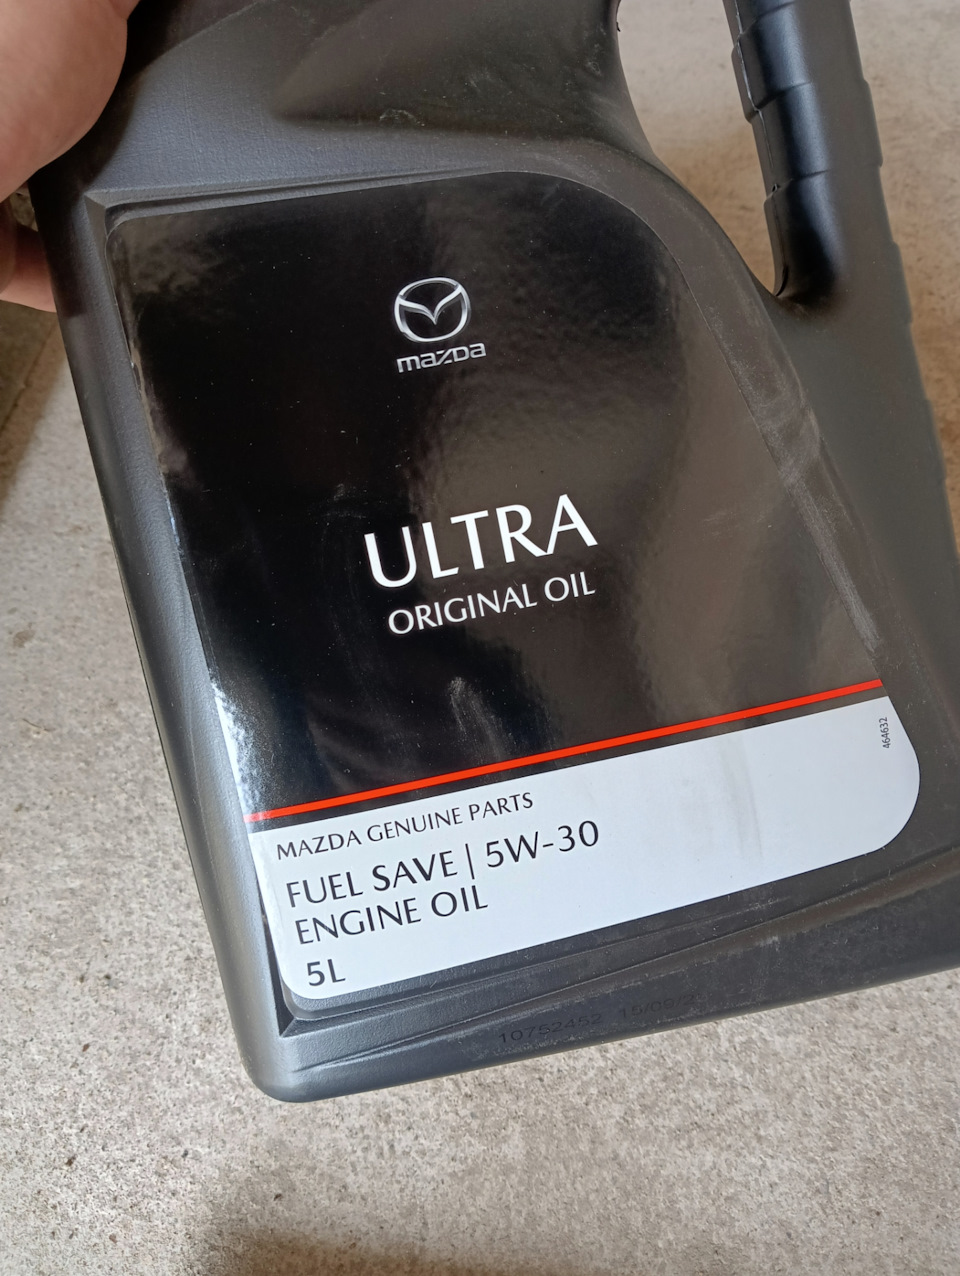 mazda
ULTRA
ORIGINAL OIL
464632
MAZDA GENUINE PARTS
FUEL SAVE | 5W-30
ENGINE OIL
5L
10752452